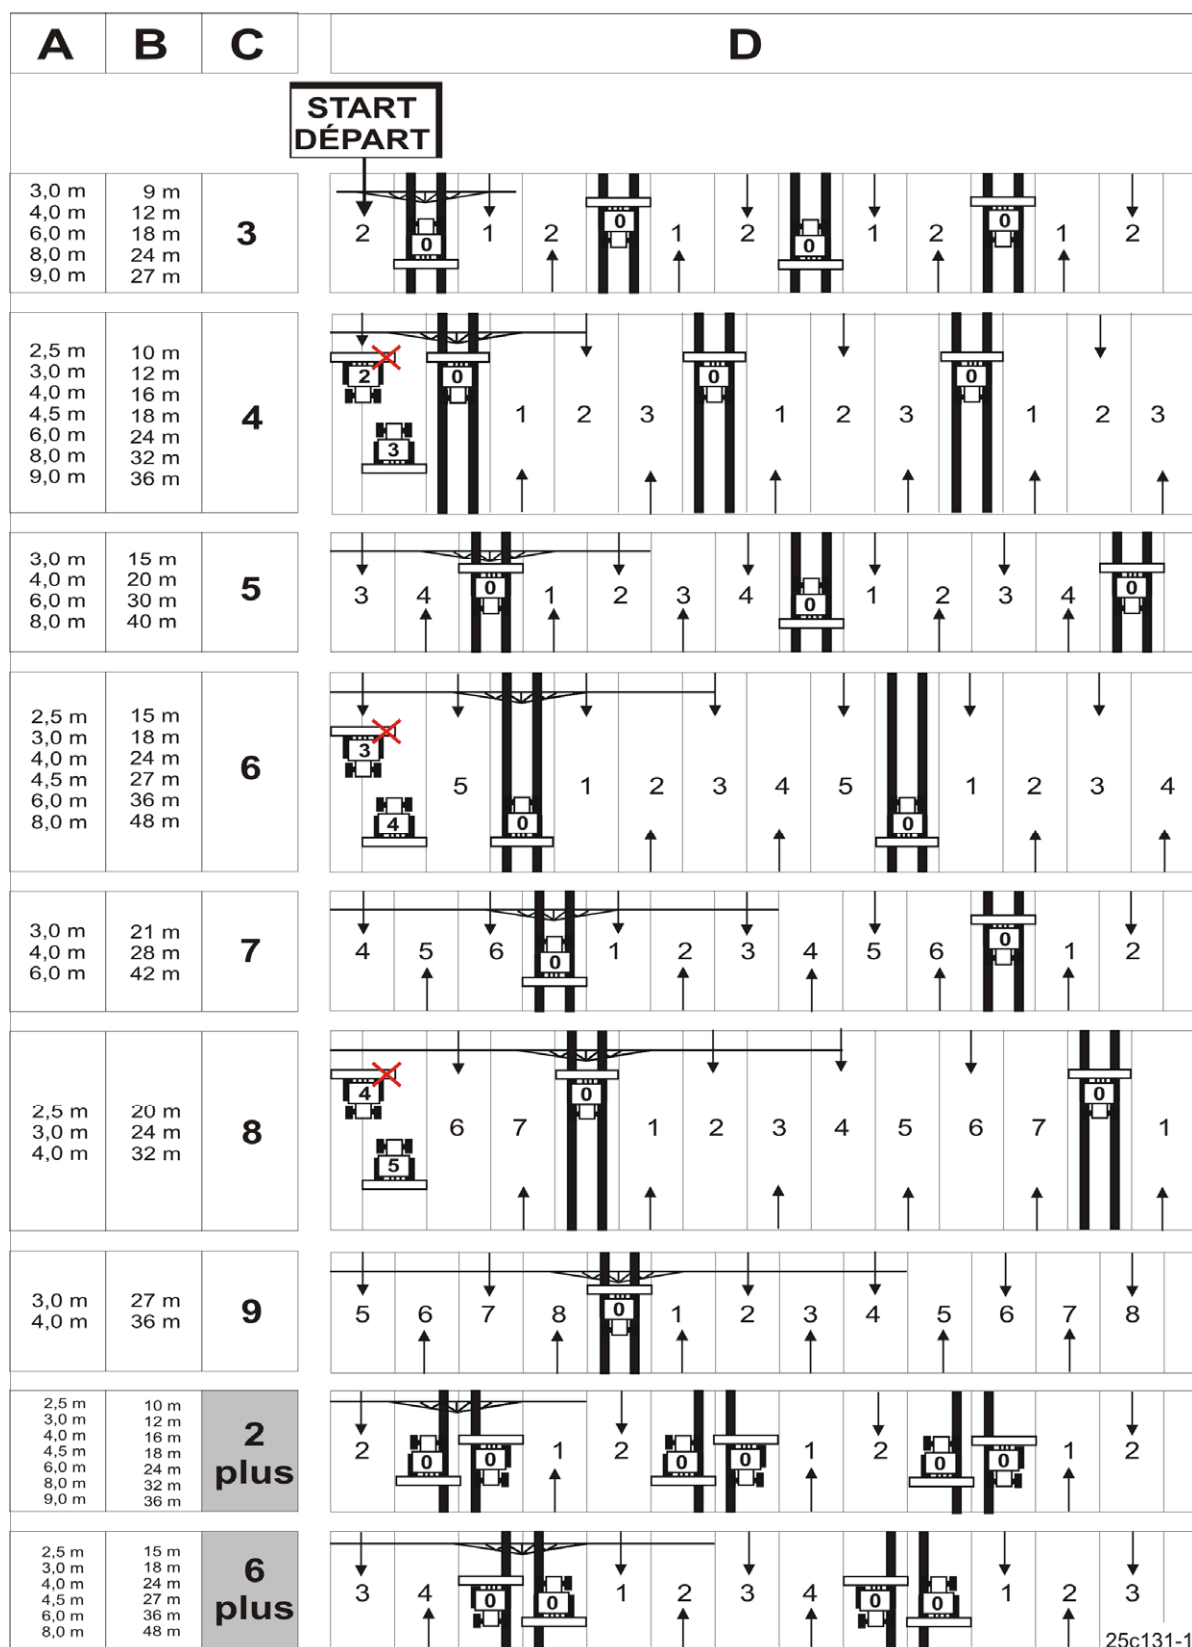 A B C D
START
DÉPART
3,0 m 9 m
4,0 m 12 m
6,0 m 18 m
8,0 m 24 m
9,0 m 27 m
3
2 0 1 2 0 1 2 0 1 2 0 1 2
2,5 m 10 m
3,0 m 12 m
4,0 m 16 m
4,5 m 18 m
6,0 m 24 m
8,0 m 32 m
9,0 m 36 m
4
2 0 0 0
1 2 3 1 2 3 1 2 3
3
3,0 m 15 m
4,0 m 20 m
6,0 m 30 m
8,0 m 40 m
5
3 4 0 1 2 3 4 0 1 2 3 4 0
2,5 m 15 m
3,0 m 18 m
4,0 m 24 m
4,5 m 27 m
6,0 m 36 m
8,0 m 48 m
6
3
5 1 2 3 4 5 1 2 3 4
4 0 0
3,0 m 21 m
4,0 m 28 m
6,0 m 42 m
7
4 5 6 0 1 2 3 4 5 6 0 1 2
2,5 m 20 m
3,0 m 24 m
4,0 m 32 m
8
4 0 0
6 7 1 2 3 4 5 6 7 1
5
3,0 m 27 m
4,0 m 36 m
9
5 6 7 8 0 1 2 3 4 5 6 7 8
2,5 m 10 m
3,0 m 12 m
4,0 m 16 m
4,5 m 18 m
6,0 m 24 m
8,0 m 32 m
9,0 m 36 m
2
plus
2 0 0 1 2 0 0 1 2 0 0 1 2
2,5 m 15 m
3,0 m 18 m
4,0 m 24 m
4,5 m 27 m
6,0 m 36 m
8,0 m 48 m
6
plus
3 4 0 0 1 2 3 4 0 0 1 2 3
25c131-1